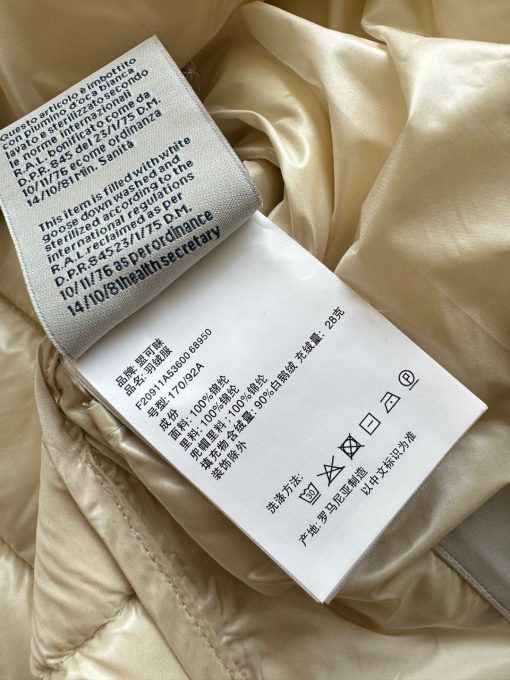 Questo articolo è imbottito
con piumino d'oca bianca
lavato e sterilizzato secondo
le norme internazionali
R.A.L. bonificato come da
D.P.R. 845 del 23/1/75 D.M.
10/11/76 e come ordinanza
14/10/81 Min. Sanità
This item is filled with white
goose down washed and
sterilized according to the
international regulations
R.A.L reclaimed as per
D.P.R. 84523/1/75 D.M.
10/11/76 as per ordinance
14/10/81 health secretary
品牌: 盟可睐
品名: 羽绒服
F20911A53600 68950
号型: 170/92A
成份
面料: 100%锦纶
里料: 100%锦纶
兜帽里料: 100%锦纶
填充物含绒量: 90%白鹅绒 充绒量: 28克
装饰除外
洗涤方法: 30 P
产地: 罗马尼亚制造
以中文标识为准